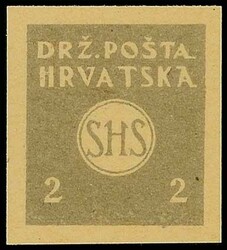 DRŽ. POŠTA
HRVATSKA
SHS
2 2